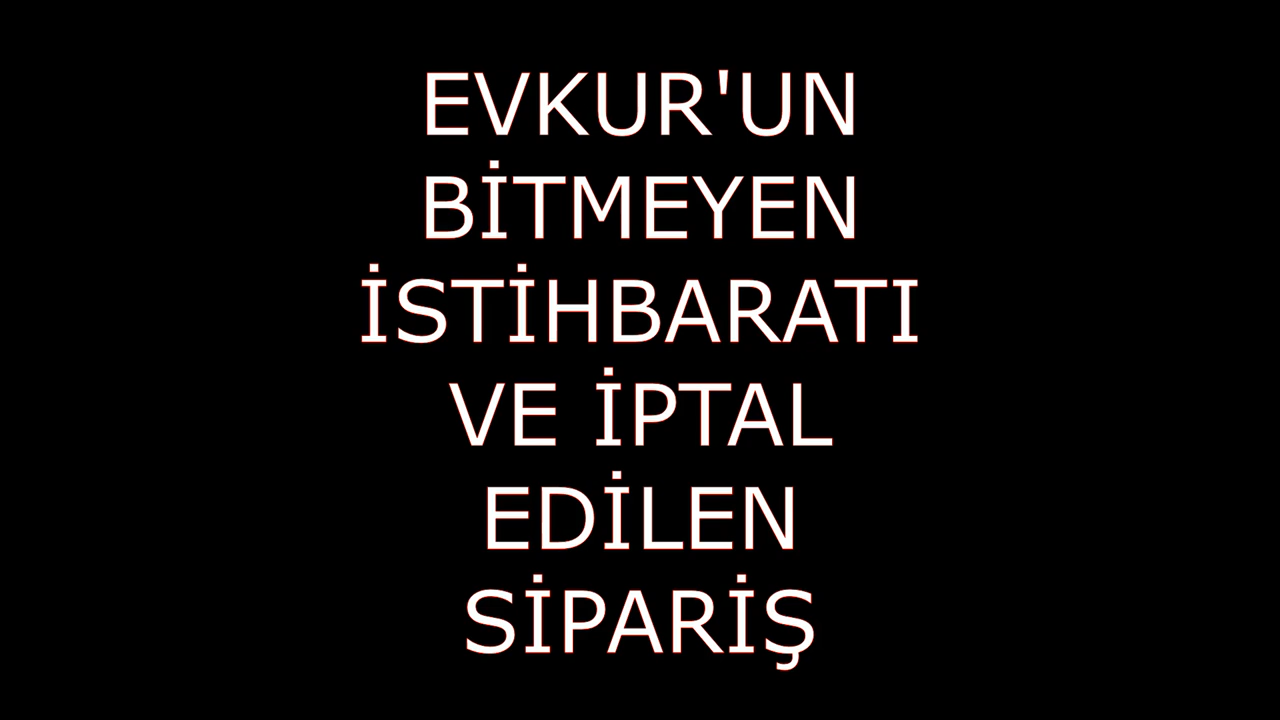 EVKUR'UN
BİTMEYEN
İSTİHBARATI
VE İPTAL
EDİLEN
SİPARİŞ